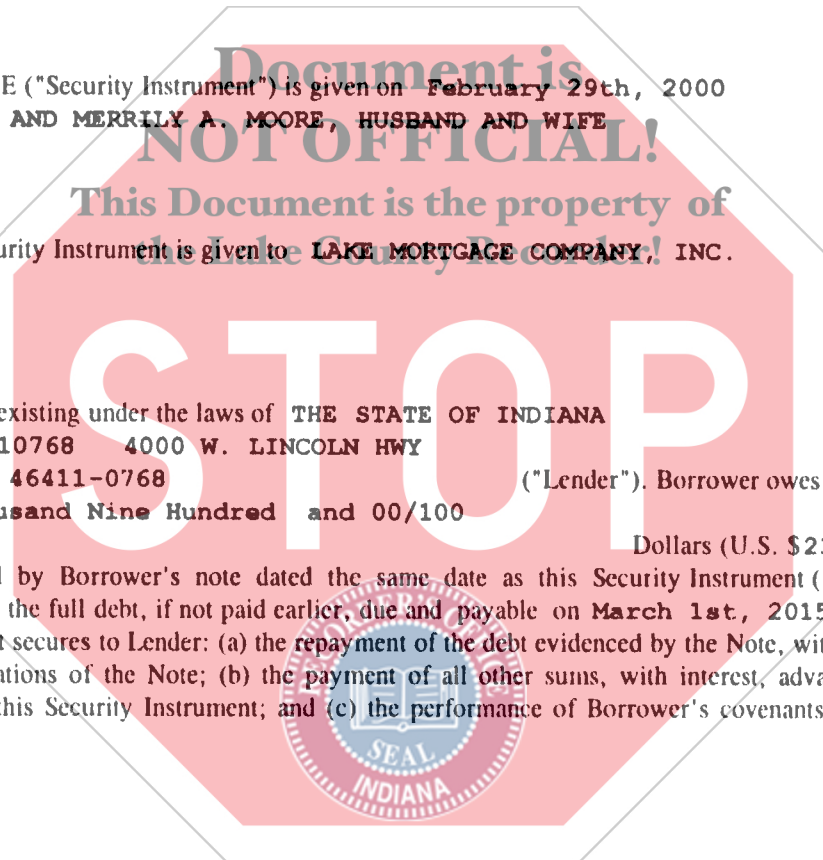 Document is
E ("Security Instrument") is given on February 29th, 2000
AND MERRILY A. MOORE, HUSBAND AND WIFE
NOT OFFICIAL!
This Document is the property of
urity Instrument is given to LAKE MORTGAGE COMPANY, INC.
the Lake County Recorder!
STOP
existing under the laws of THE STATE OF INDIANA
10768 4000 W. LINCOLN HWY
46411-0768 ("Lender"). Borrower owes
usand Nine Hundred and 00/100
Dollars (U.S. $23
by Borrower's note dated the same date as this Security Instrument (
the full debt, if not paid earlier, due and payable on March 1st, 2015
t secures to Lender: (a) the repayment of the debt evidenced by the Note, wit
ations of the Note; (b) the payment of all other sums, with interest, adva
this Security Instrument; and (c) the performance of Borrower's covenants
RECORDER'S OFFICE
SEAL
INDIANA